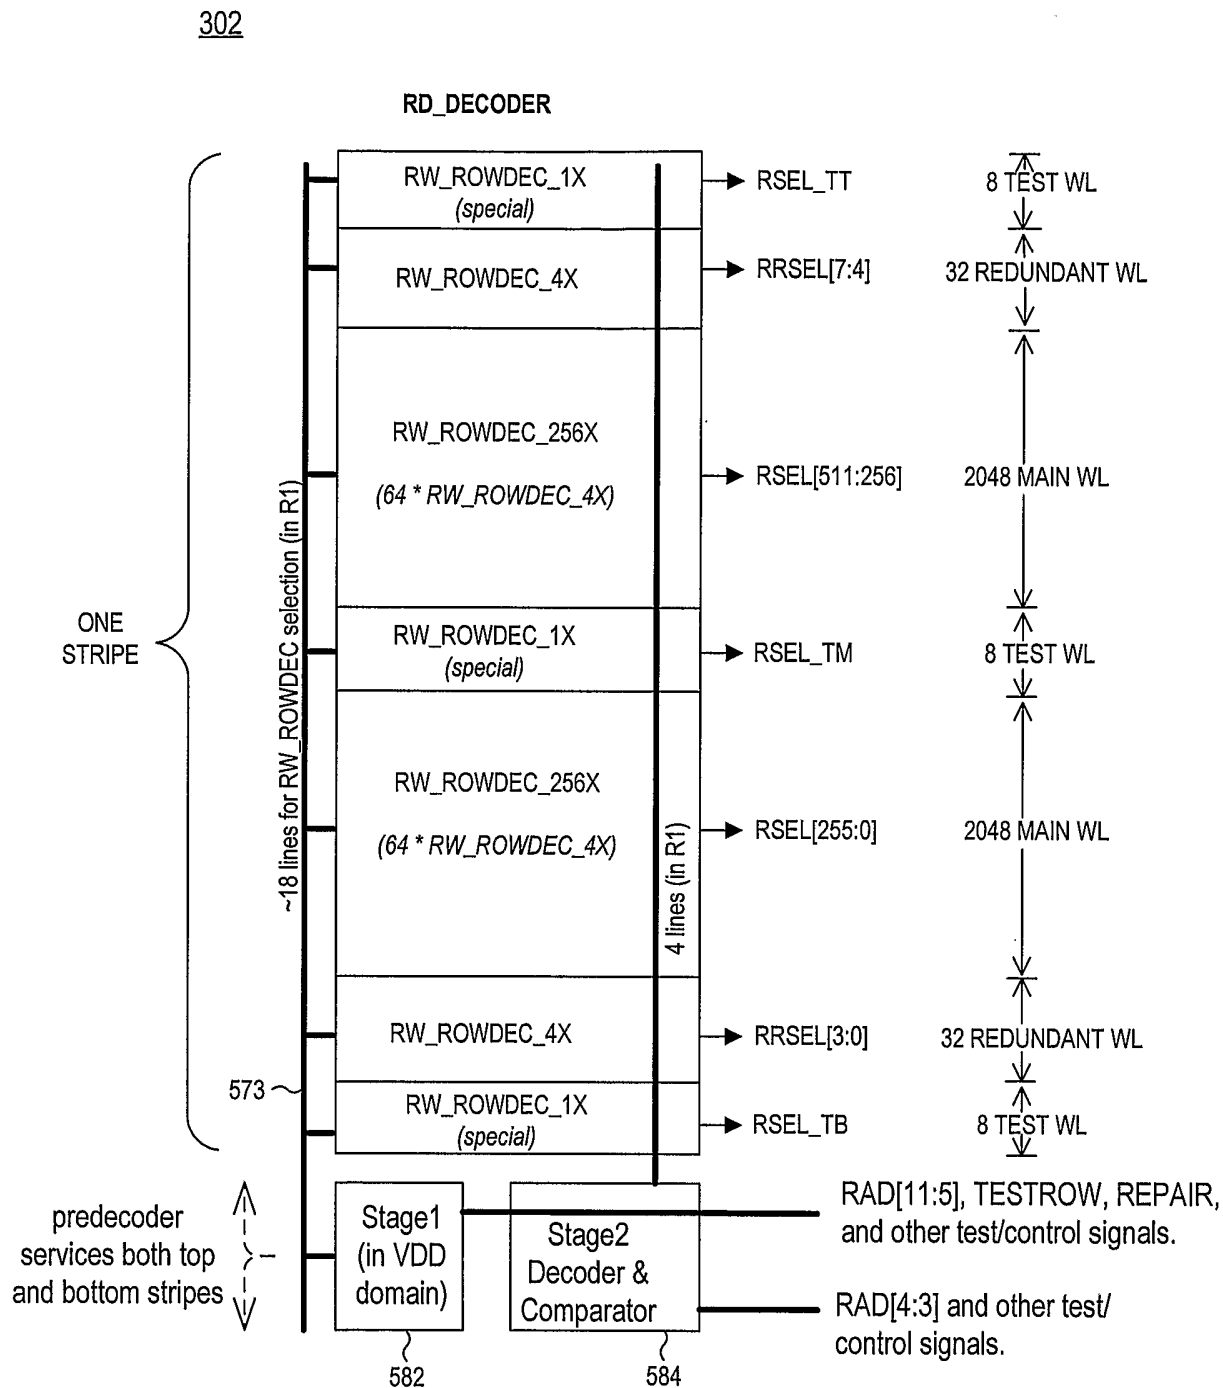 302
RD_DECODER
RW_ROWDEC_1X
(special)
RSEL_TT
8 TEST WL
RW_ROWDEC_4X
RRSEL[7:4]
32 REDUNDANT WL
RW_ROWDEC_256X
(64 * RW_ROWDEC_4X)
RSEL[511:256]
2048 MAIN WL
~18 lines for RW_ROWDEC selection (in R1)
ONE
STRIPE
RW_ROWDEC_1X
(special)
RSEL_TM
8 TEST WL
RW_ROWDEC_256X
(64 * RW_ROWDEC_4X)
RSEL[255:0]
2048 MAIN WL
4 lines (in R1)
RW_ROWDEC_4X
RRSEL[3:0]
32 REDUNDANT WL
573
RW_ROWDEC_1X
(special)
RSEL_TB
8 TEST WL
predecoder
services both top
and bottom stripes
Stage1
(in VDD
domain)
Stage2
Decoder &
Comparator
RAD[11:5], TESTROW, REPAIR,
and other test/control signals.
RAD[4:3] and other test/
control signals.
582
584